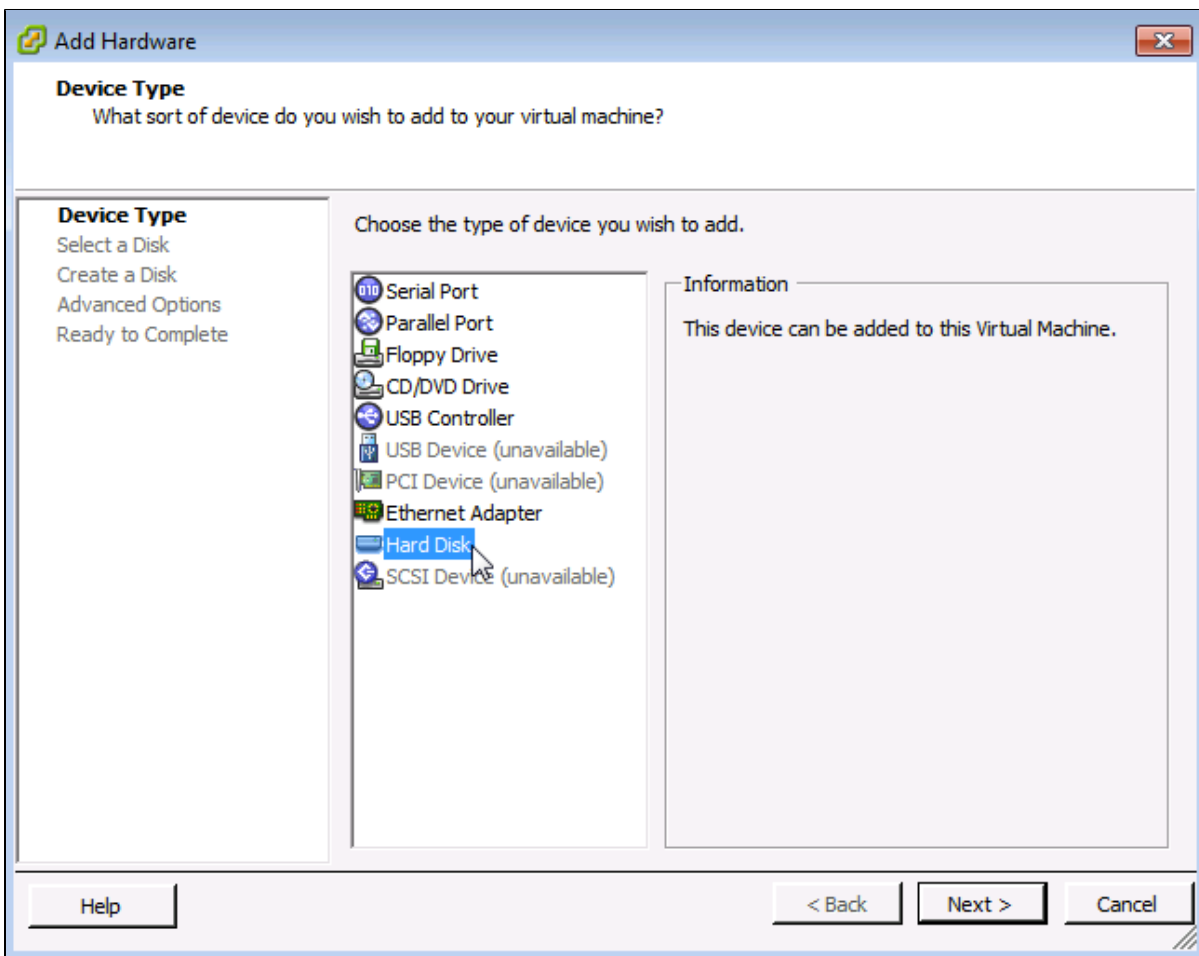 Add Hardware
Device Type
What sort of device do you wish to add to your virtual machine?
Device Type
Select a Disk
Create a Disk
Advanced Options
Ready to Complete
Choose the type of device you wish to add.
Serial Port
Parallel Port
Floppy Drive
CD/DVD Drive
USB Controller
USB Device (unavailable)
PCI Device (unavailable)
Ethernet Adapter
Hard Disk
SCSI Device (unavailable)
Information
This device can be added to this Virtual Machine.
Help
< Back
Next >
Cancel